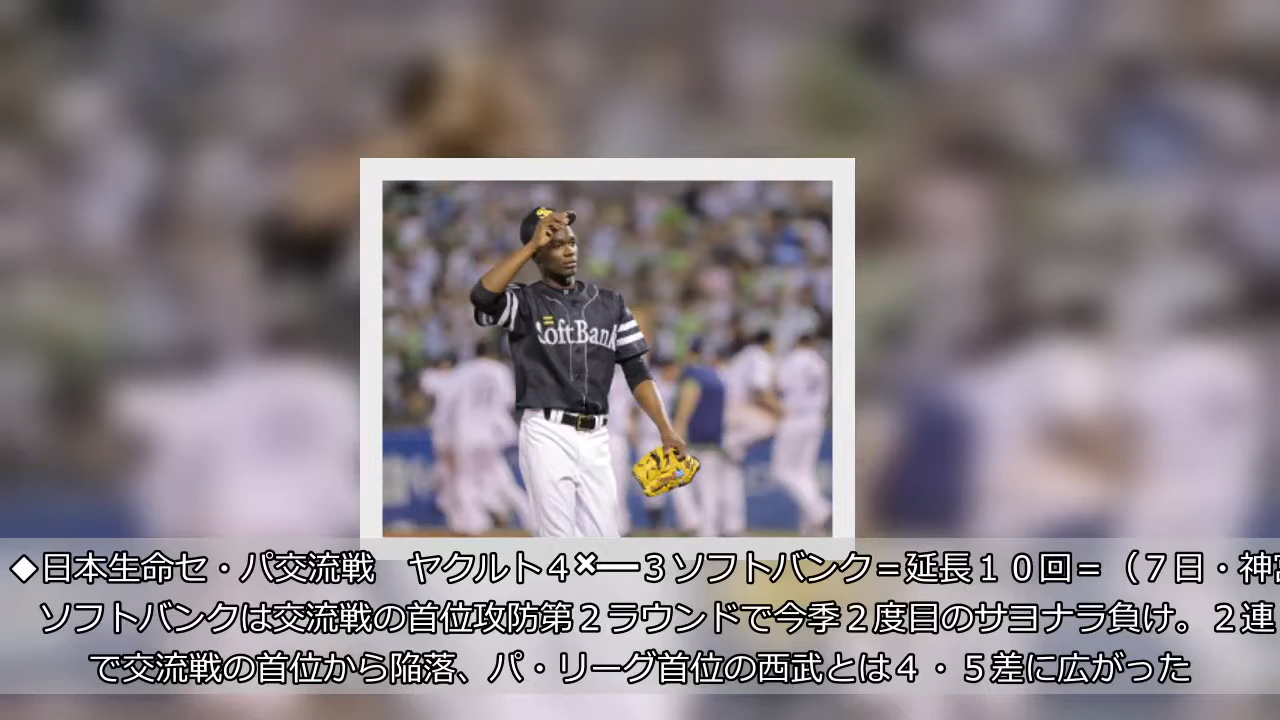 SoftBank
◆日本生命セ・パ交流戦　ヤクルト４×―３ソフトバンク＝延長１０回＝（７日・神宮
ソフトバンクは交流戦の首位攻防第２ラウンドで今季２度目のサヨナラ負け。２連
で交流戦の首位から陥落、パ・リーグ首位の西武とは４・５差に広がった